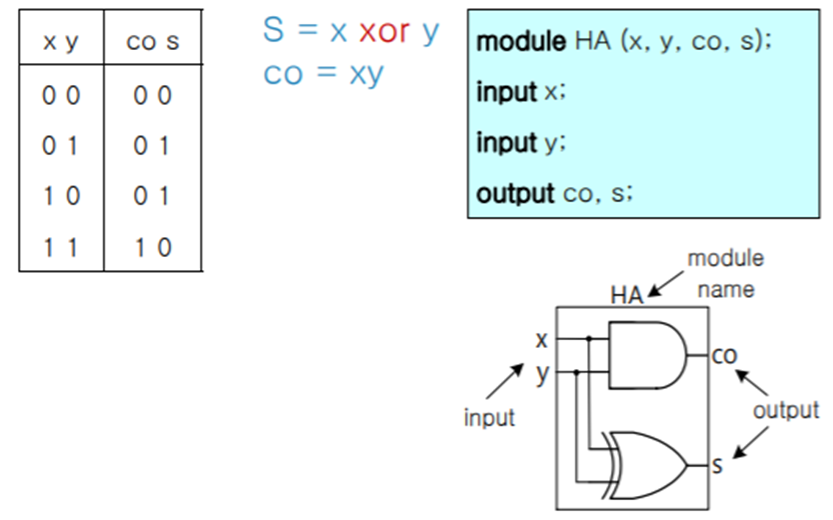 x y co s
0 0 0 0
0 1 0 1
1 0 0 1
1 1 1 0
S = x xor y
co = xy
module HA (x, y, co, s);
input x;
input y;
output co, s;
module
name
HA
x
y
co
input
output
s